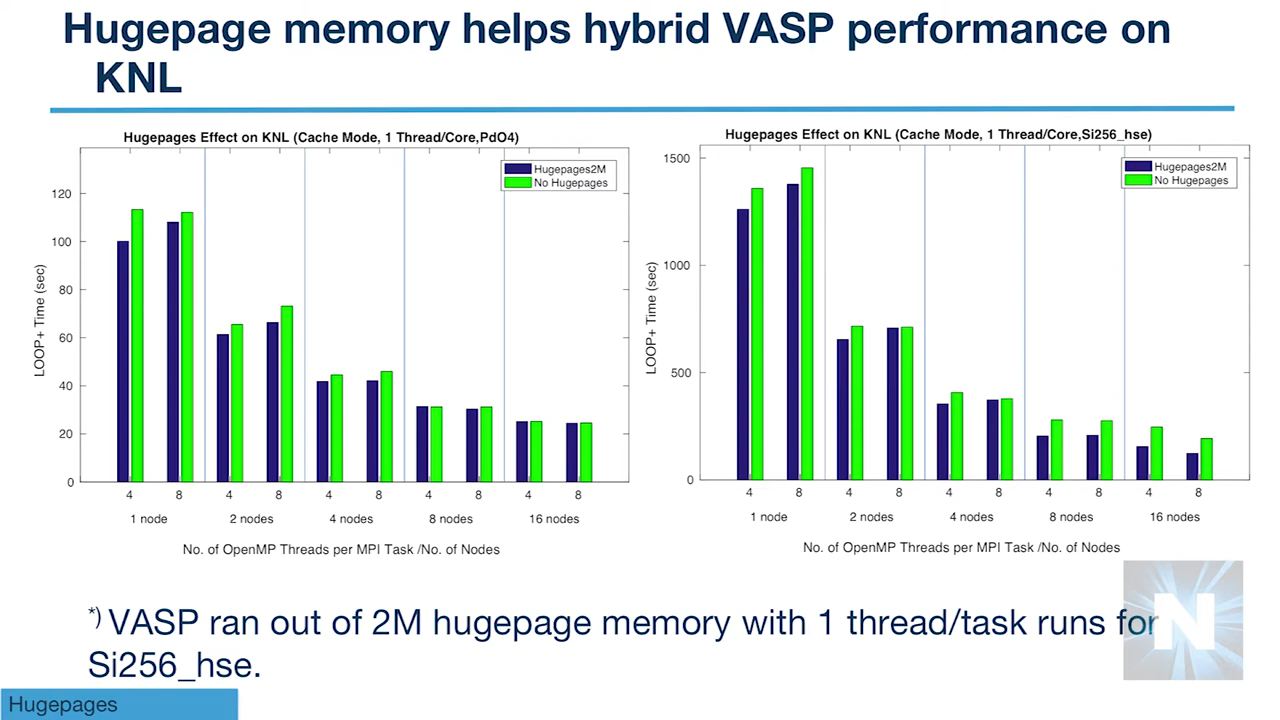 Hugepage memory helps hybrid VASP performance on
KNL
Hugepages Effect on KNL (Cache Mode, 1 Thread/Core,PdO4)
Hugepages2M
No Hugepages
LOOP+ Time (sec)
120
100
80
60
40
20
0
4 8 4 8 4 8 4 8 4 8
1 node 2 nodes 4 nodes 8 nodes 16 nodes
No. of OpenMP Threads per MPI Task /No. of Nodes
Hugepages Effect on KNL (Cache Mode, 1 Thread/Core,Si256_hse)
Hugepages2M
No Hugepages
LOOP+ Time (sec)
1500
1000
500
0
4 8 4 8 4 8 4 8 4 8
1 node 2 nodes 4 nodes 8 nodes 16 nodes
No. of OpenMP Threads per MPI Task /No. of Nodes
*) VASP ran out of 2M hugepage memory with 1 thread/task runs for
Si256_hse.
N
Hugepages